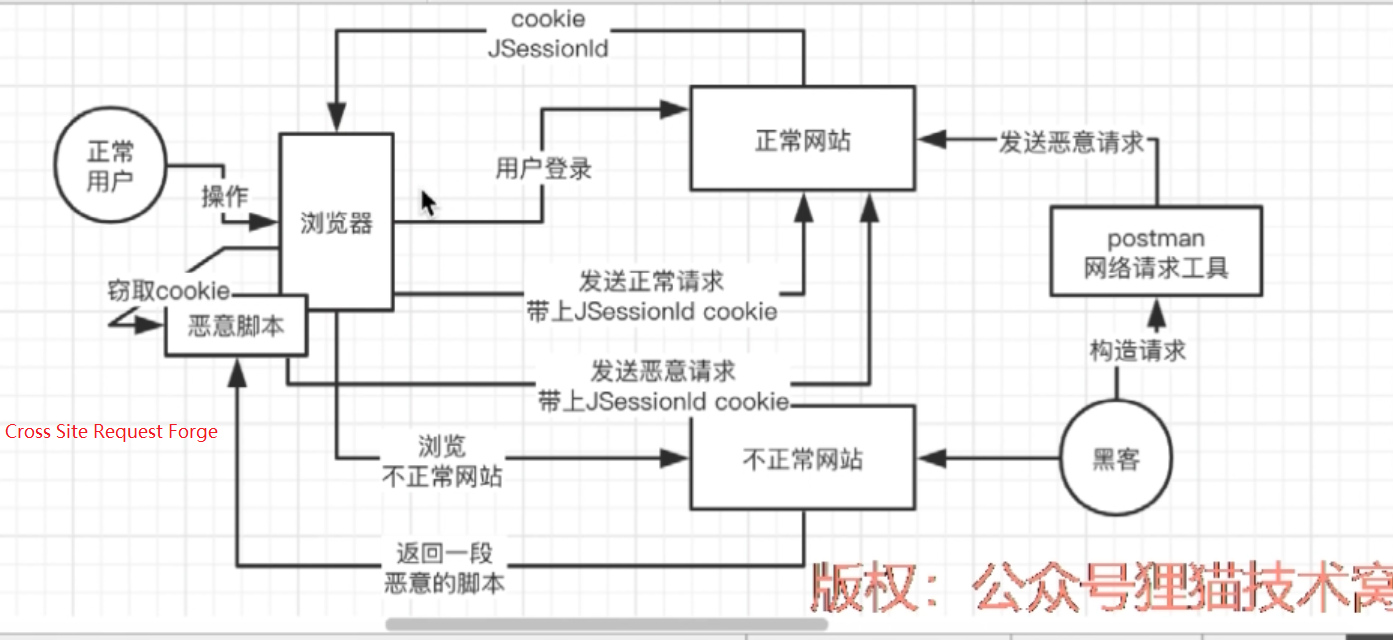 cookie
JSessionId
正常
用户
操作
浏览器
用户登录
正常网站
发送恶意请求
postman
网络请求工具
窃取cookie
恶意脚本
发送正常请求
带上JSessionId cookie
构造请求
发送恶意请求
带上JSessionId cookie
Cross Site Request Forge
浏览
不正常网站
不正常网站
黑客
返回一段
恶意的脚本
版权：公众号狸猫技术窝